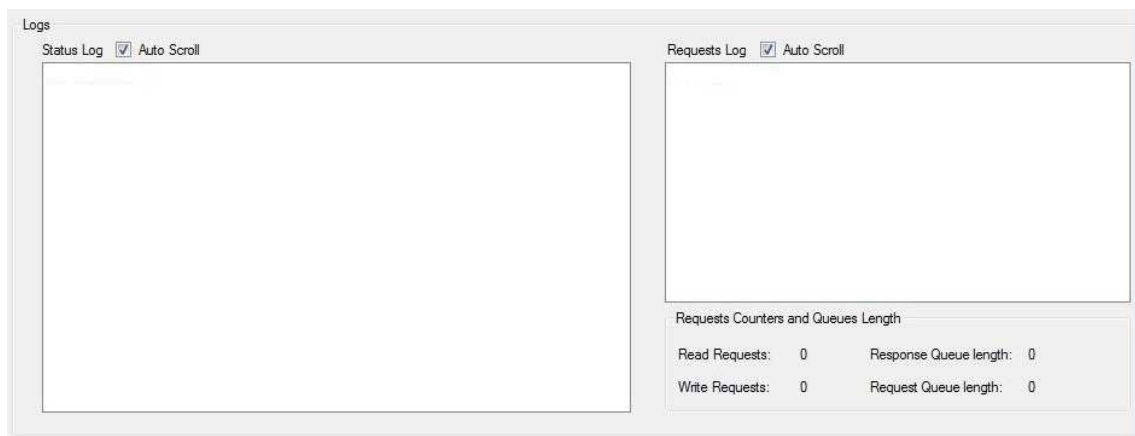 Logs
Status Log Auto Scroll
Requests Log Auto Scroll
Requests Counters and Queues Length
Read Requests: 0 Response Queue length: 0
Write Requests: 0 Request Queue length: 0